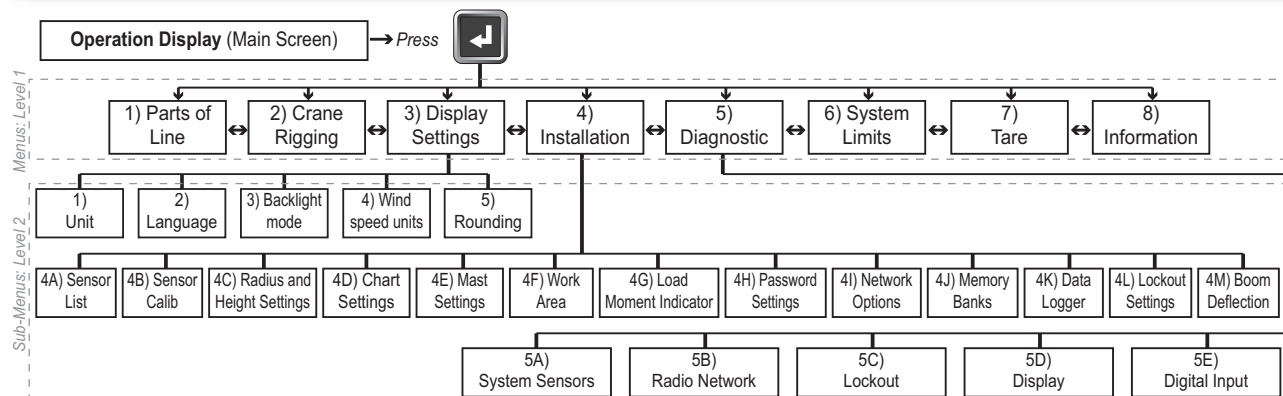 Operation Display (Main Screen)
Press
Menus: Level 1
1) Parts of
Line
2) Crane
Rigging
3) Display
Settings
4)
Installation
5)
Diagnostic
6) System
Limits
7)
Tare
8)
Information
Sub-Menus: Level 2
1)
Unit
2)
Language
3) Backlight
mode
4) Wind
speed units
5)
Rounding
4A) Sensor
List
4B) Sensor
Calib
4C) Radius and
Height Settings
4D) Chart
Settings
4E) Mast
Settings
4F) Work
Area
4G) Load
Moment Indicator
4H) Password
Settings
4I) Network
Options
4J) Memory
Banks
4K) Data
Logger
4L) Lockout
Settings
4M) Boom
Deflection
5A)
System Sensors
5B)
Radio Network
5C)
Lockout
5D)
Display
5E)
Digital Input